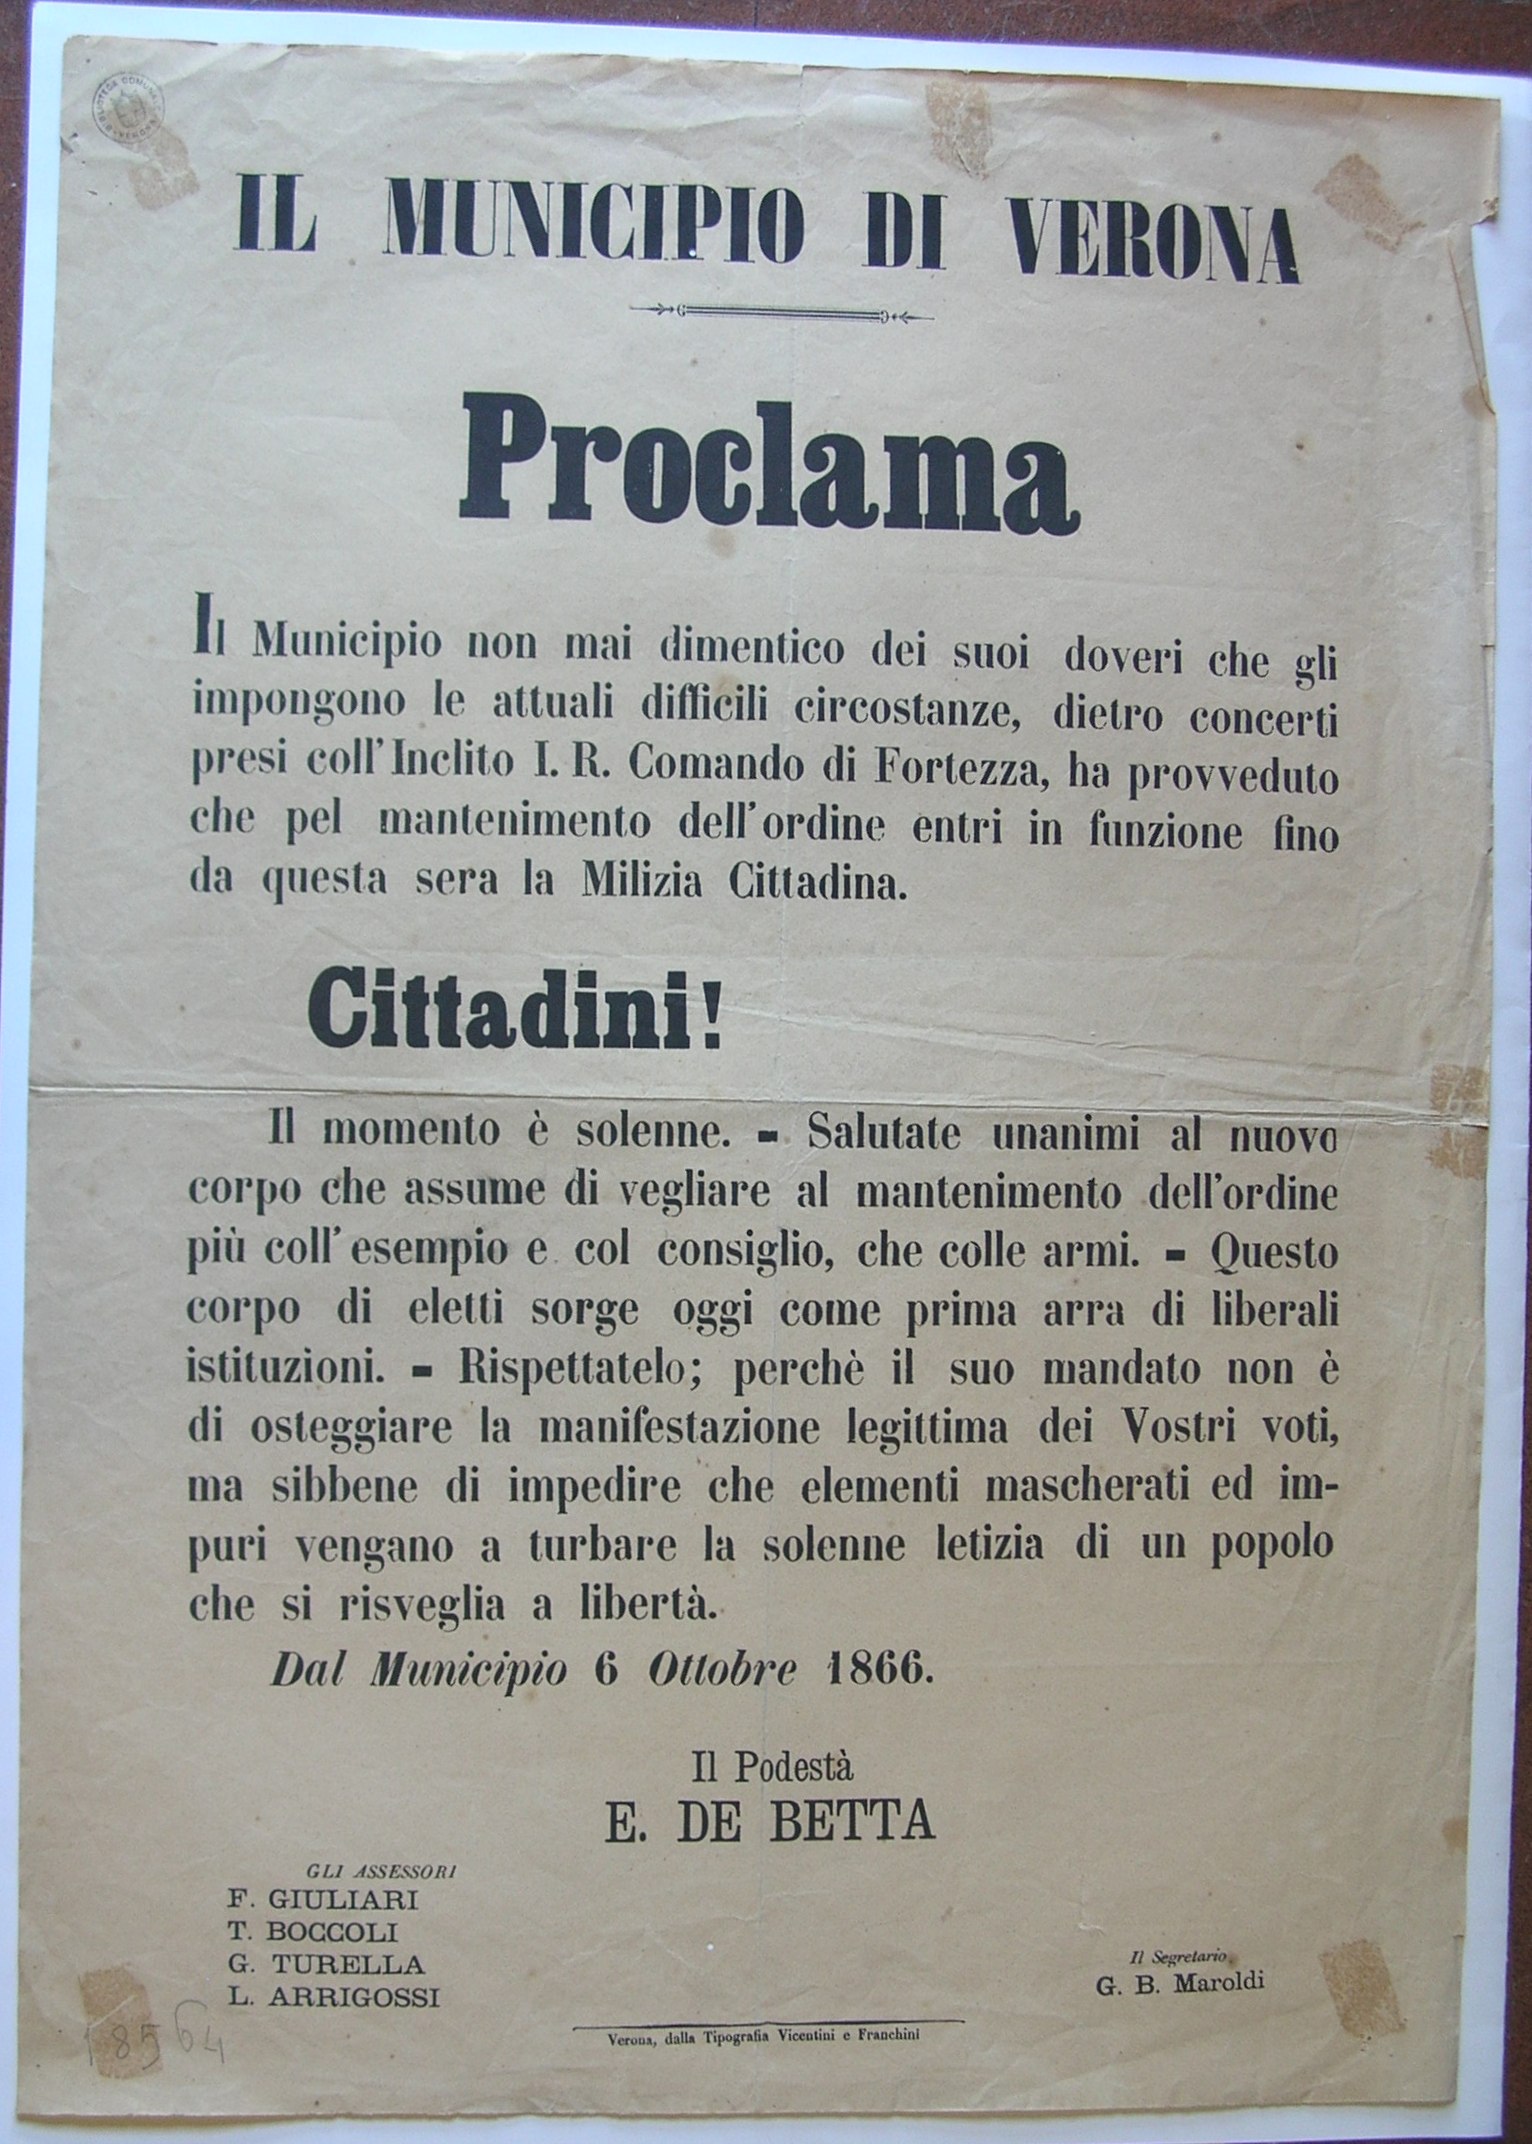 BIBLIOTECA COMUNALE VERONA
IL MUNICIPIO DI VERONA
Proclama
Il Municipio non mai dimentico dei suoi doveri che gli
impongono le attuali difficili circostanze, dietro concerti
presi coll'Inclito I. R. Comando di Fortezza, ha provveduto
che pel mantenimento dell'ordine entri in funzione fino
da questa sera la Milizia Cittadina.
Cittadini!
Il momento è solenne. - Salutate unanimi al nuovo
corpo che assume di vegliare al mantenimento dell'ordine
più coll'esempio e col consiglio, che colle armi. - Questo
corpo di eletti sorge oggi come prima arra di liberali
istituzioni. - Rispettatelo; perchè il suo mandato non è
di osteggiare la manifestazione legittima dei Vostri voti,
ma sibbene di impedire che elementi mascherati ed im-
puri vengano a turbare la solenne letizia di un popolo
che si risveglia a libertà.
Dal Municipio 6 Ottobre 1866.
Il Podestà
E. DE BETTA
GLI ASSESSORI
F. GIULIARI
T. BOCCOLI
G. TURELLA
L. ARRIGOSSI
Il Segretario
G. B. Maroldi
Verona, dalla Tipografia Vicentini e Franchini
18564